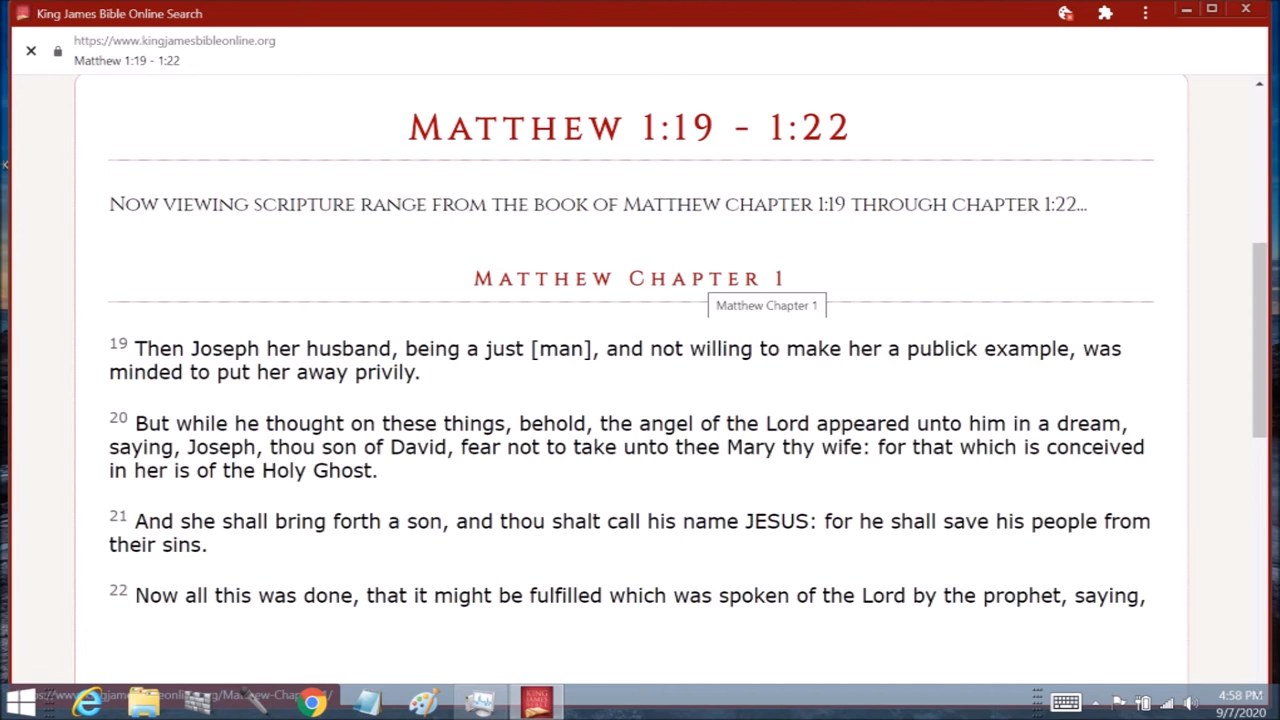 King James Bible Online Search
https://www.kingjamesbibleonline.org
Matthew 1:19 - 1:22
MATTHEW 1:19 - 1:22
NOW VIEWING SCRIPTURE RANGE FROM THE BOOK OF MATTHEW CHAPTER 1:19 THROUGH CHAPTER 1:22...
MATTHEW CHAPTER 1
Matthew Chapter 1
19 Then Joseph her husband, being a just [man], and not willing to make her a publick example, was
minded to put her away privily.
20 But while he thought on these things, behold, the angel of the Lord appeared unto him in a dream,
saying, Joseph, thou son of David, fear not to take unto thee Mary thy wife: for that which is conceived
in her is of the Holy Ghost.
21 And she shall bring forth a son, and thou shalt call his name JESUS: for he shall save his people from
their sins.
22 Now all this was done, that it might be fulfilled which was spoken of the Lord by the prophet, saying,
KING
JAMES
BIBLE
4:58 PM
9/7/2020